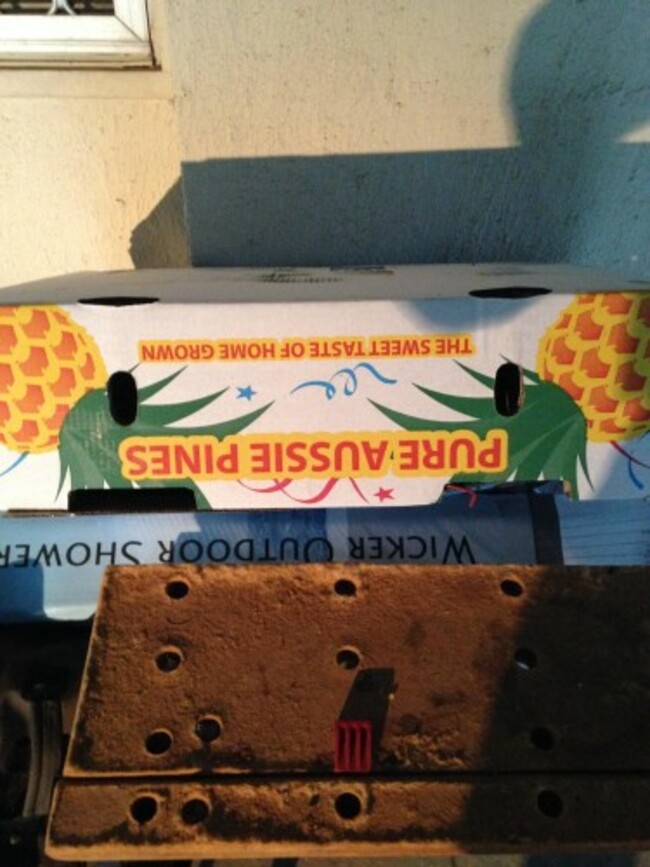 PURE AUSSIE PINES
THE SWEET TASTE OF HOME GROWN
WICKER OUTDOOR SHOWER